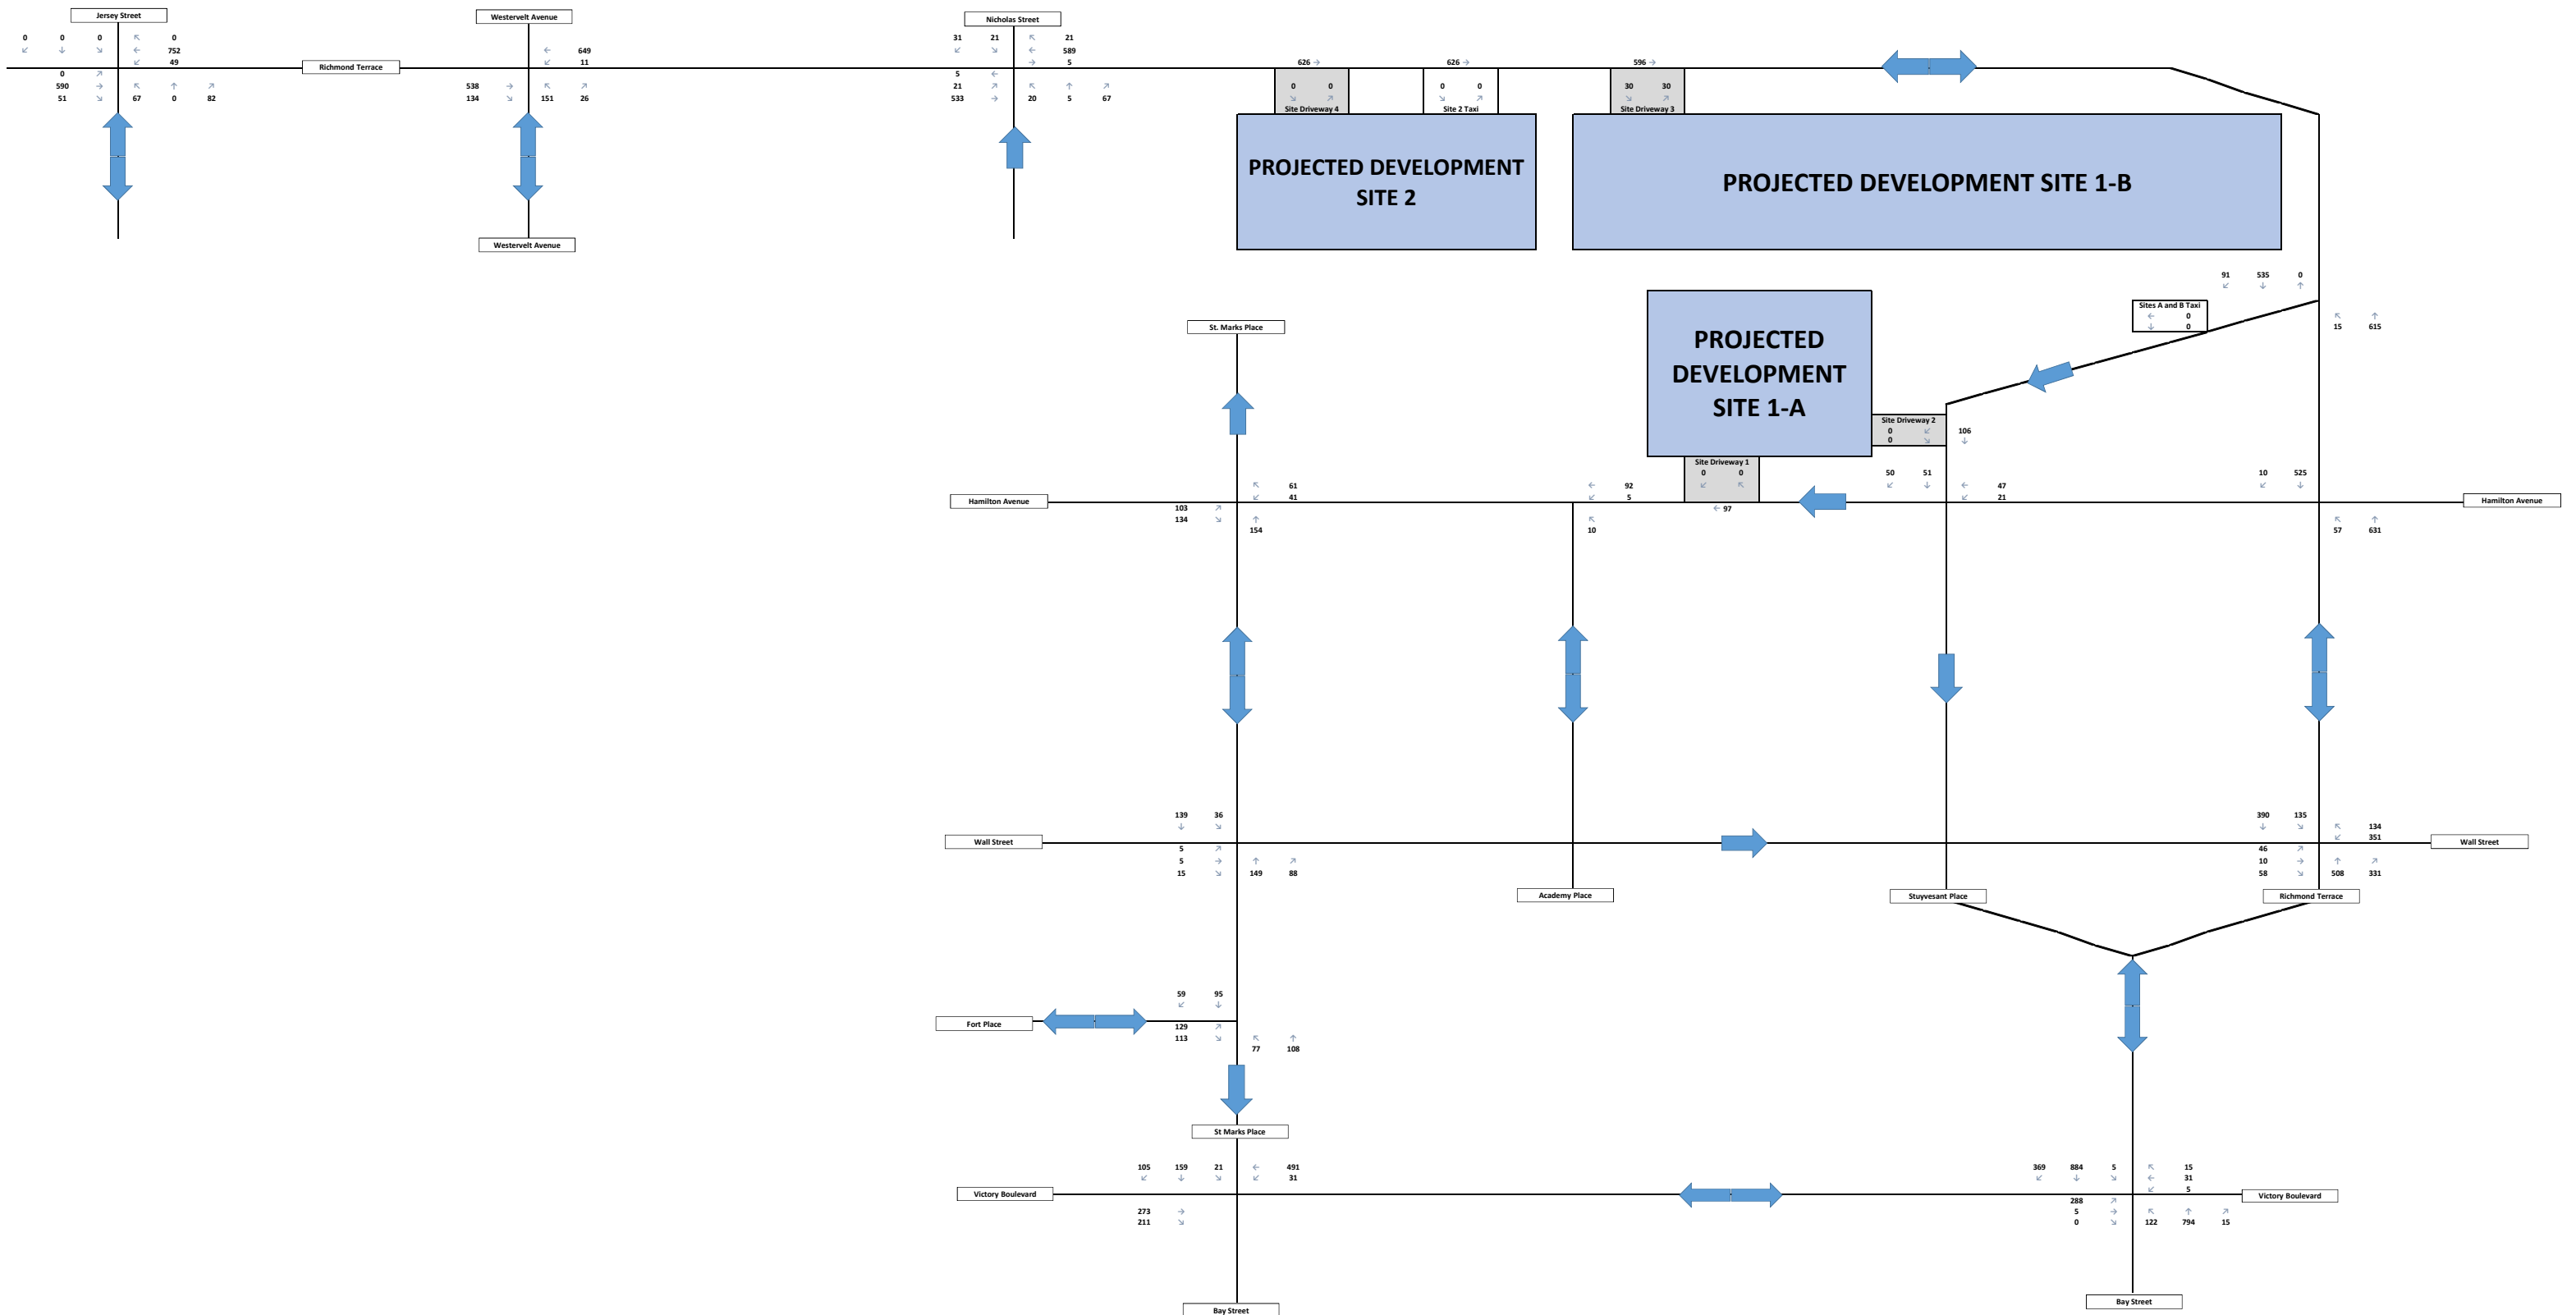 Jersey Street
Westervelt Avenue
Nicholas Street
0 0 0 ↖ 0
↙ ↓ ↘ ← 752
↙ 49
0 ↗
590 → ↖ ↑ ↗
51 ↘ 67 0 82
Richmond Terrace
← 649
↙ 11
538 → ↖ ↗
134 ↘ 151 26
Westervelt Avenue
31 21 ↖ 21
↙ ↘ ← 589
→ 5
5 ←
21 ↗ ↖ ↑ ↗
533 → 20 5 67
626 →
0 0
↘ ↗
Site Driveway 4
626 →
0 0
↘ ↗
Site 2 Taxi
596 →
30 30
↘ ↗
Site Driveway 3
PROJECTED DEVELOPMENT
SITE 2
PROJECTED DEVELOPMENT SITE 1-B
91 535 0
↙ ↓ ↑
Sites A and B Taxi
← 0
↓ 0
↖ ↑
15 615
St. Marks Place
PROJECTED
DEVELOPMENT
SITE 1-A
Site Driveway 2
0 ↙ 106
0 ↘ ↓
Site Driveway 1
0 0
↙ ↖
← 97
Hamilton Avenue
↖ 61
↙ 41
103 ↗
134 ↘ ↑
154
← 92
↙ 5
↖
10
50 51
↙ ↓ ← 47
↙ 21
10 525
↙ ↓
↖ ↑
57 631
Hamilton Avenue
Wall Street
139 36
↓ ↘
5 ↗
5 → ↑ ↗
15 ↘ 149 88
Academy Place
Stuyvesant Place
390 135
↓ ↘ ↖ 134
↙ 351
46 ↗
10 → ↑ ↗
58 ↘ 508 331
Wall Street
Richmond Terrace
Fort Place
59 95
↙ ↓
129 ↗
113 ↘ ↖ ↑
77 108
St Marks Place
Victory Boulevard
105 159 21 ← 491
↙ ↓ ↘ ↙ 31
273 →
211 ↘
369 884 5 ↖ 15
↙ ↓ ↘ ← 31
↙ 5
288 ↗
5 → ↖ ↑ ↗
0 ↘ 122 794 15
Victory Boulevard
Bay Street
Bay Street